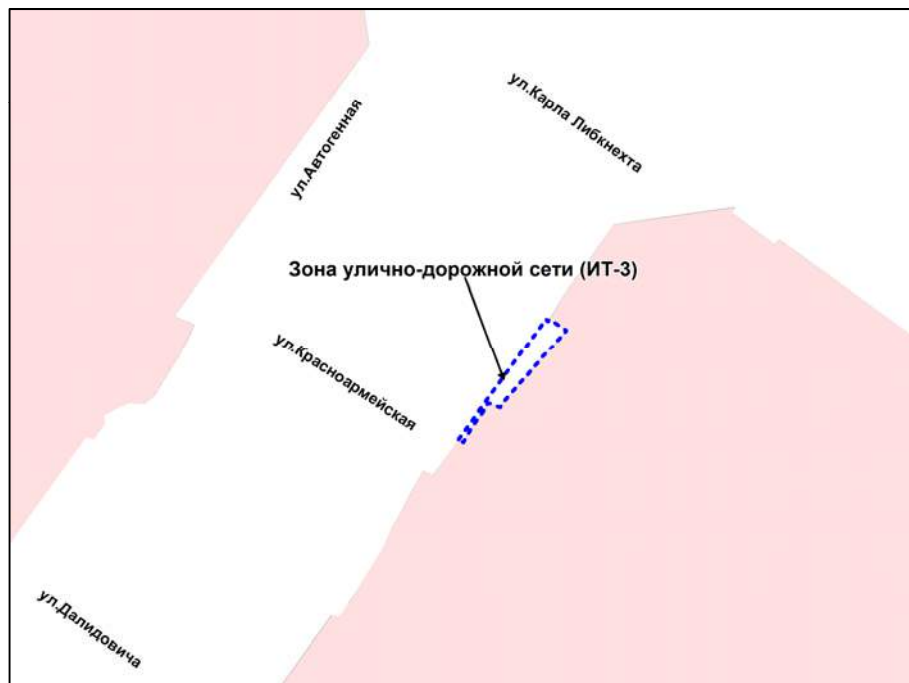 ул.Карла Либкнехта
ул.Автогенная
Зона улично-дорожной сети (ИТ-3)
ул.Красноармейская
ул.Далидовича